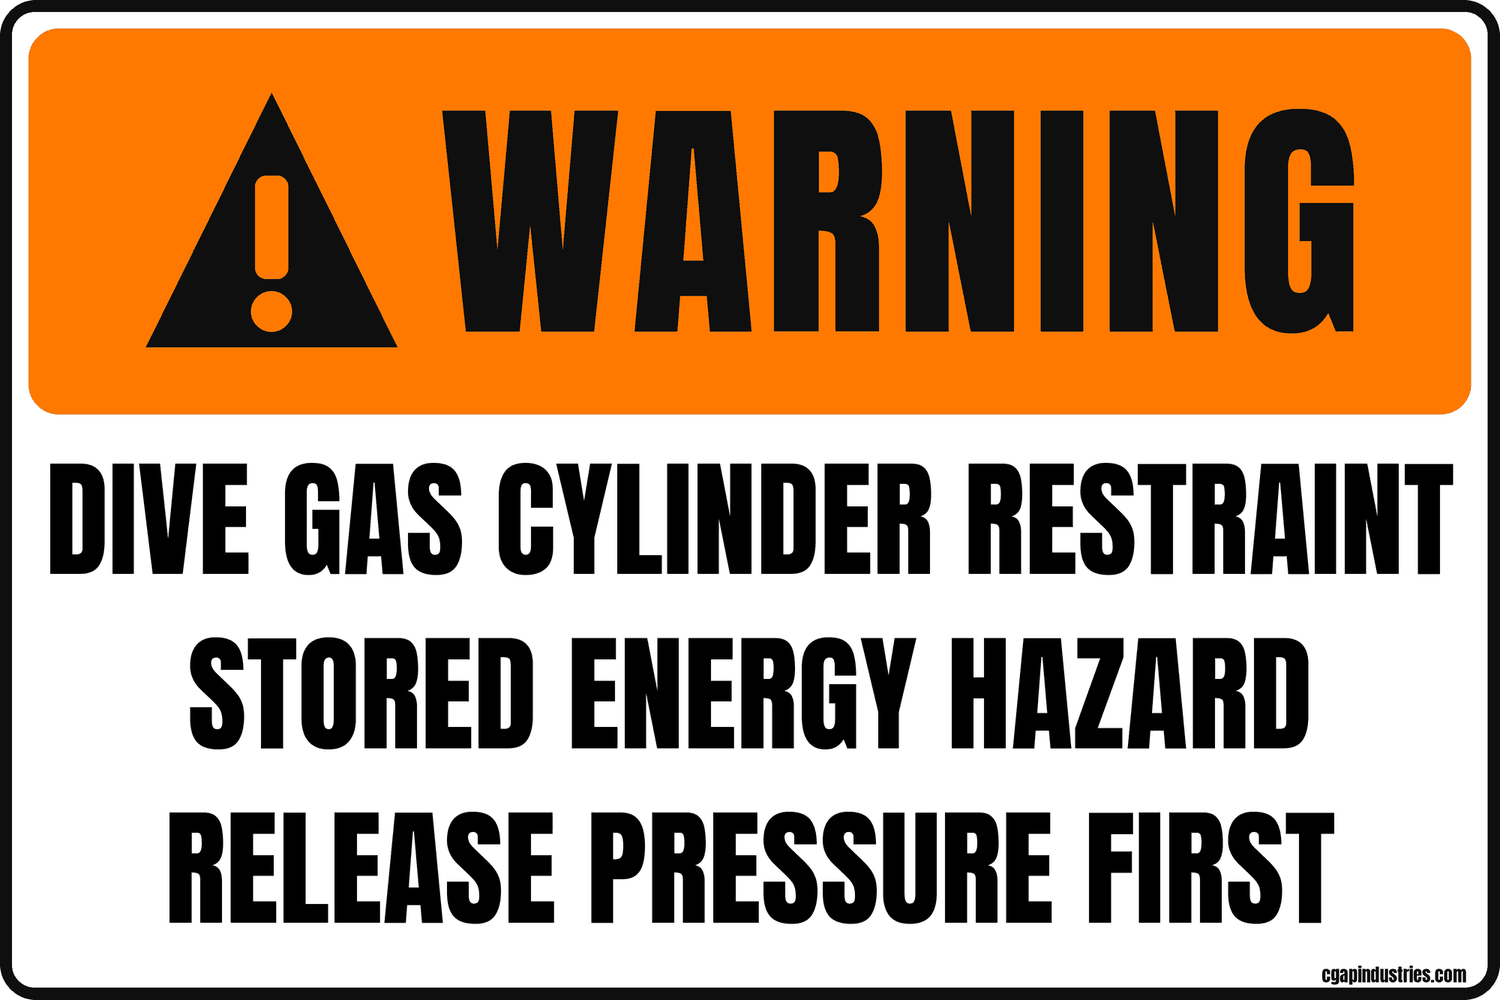 WARNING
DIVE GAS CYLINDER RESTRAINT
STORED ENERGY HAZARD
RELEASE PRESSURE FIRST
cgapindustries.com